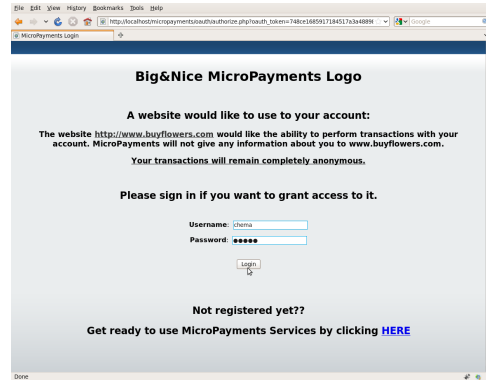 File Edit View History Bookmarks Tools Help
http://localhost/micropayments/oauth/authorize.php?oauth_token=748ce1685917184517a3a4889 Google
MicroPayments Login
Big&Nice MicroPayments Logo
A website would like to use to your account:
The website http://www.buyflowers.com would like the ability to perform transactions with your
account. MicroPayments will not give any information about you to www.buyflowers.com.
Your transactions will remain completely anonymous.
Please sign in if you want to grant access to it.
Username: chema
Password: ●●●●●
Login
Not registered yet??
Get ready to use MicroPayments Services by clicking HERE
Done